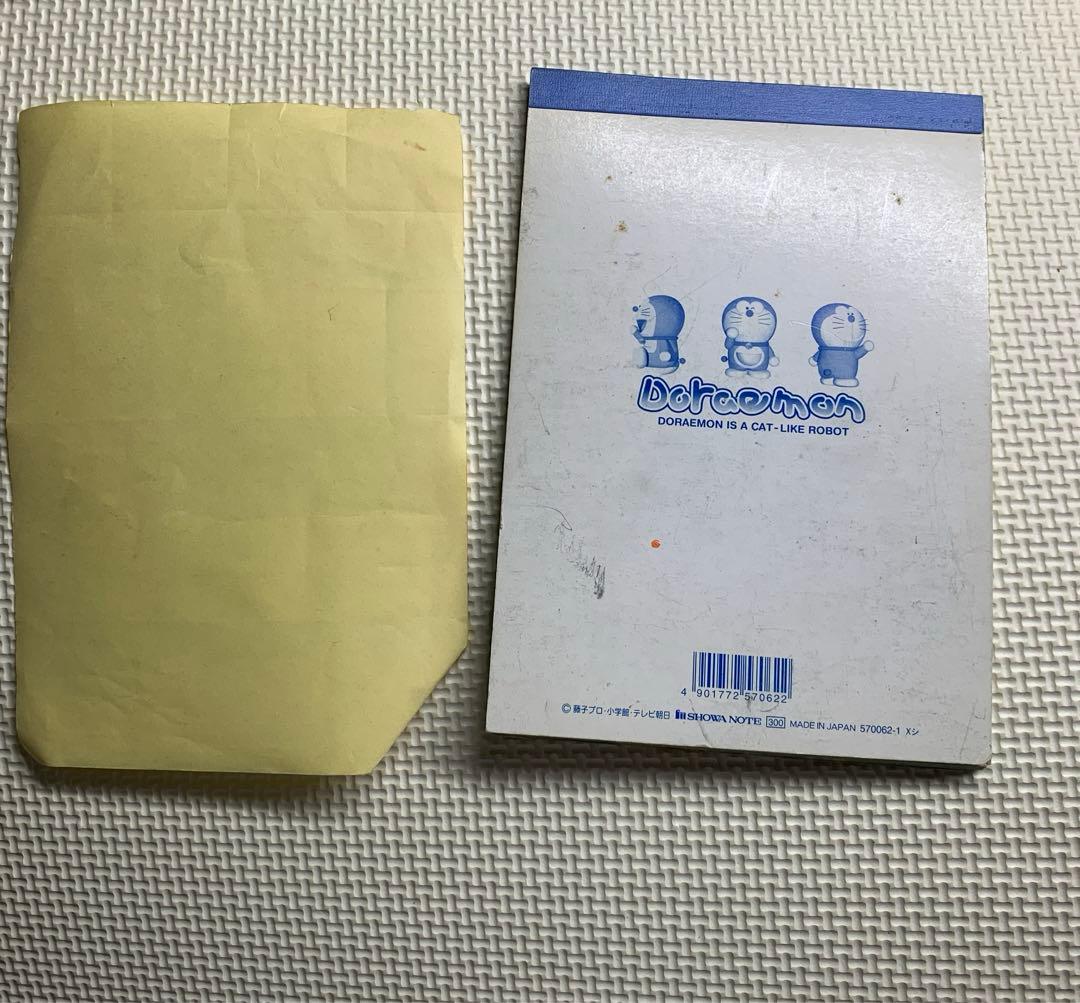 Doraemon
DORAEMON IS A CAT-LIKE ROBOT
4 901772 570622
© 藤子プロ・小学館・テレビ朝日 SHOWA NOTE 300 MADE IN JAPAN 570062-1 Xシ